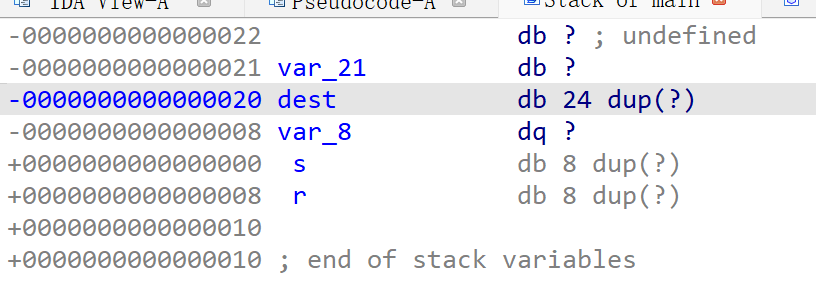 IDA View-A Pseudocode-A Stack of main
-0000000000000022 db ? ; undefined
-0000000000000021 var_21 db ?
-0000000000000020 dest db 24 dup(?)
-0000000000000008 var_8 dq ?
+0000000000000000 s db 8 dup(?)
+0000000000000008 r db 8 dup(?)
+0000000000000010
+0000000000000010 ; end of stack variables